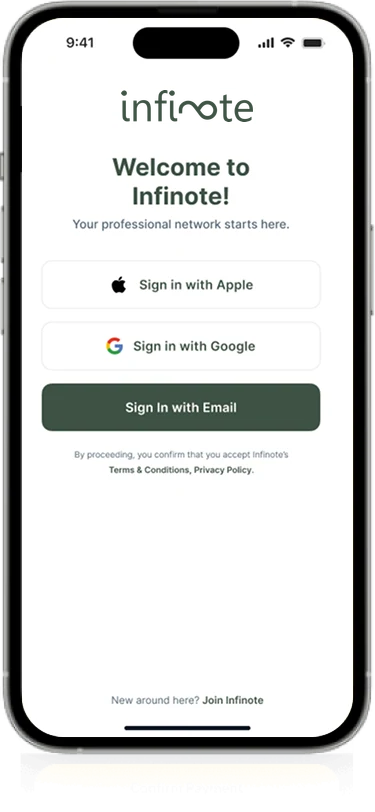 9:41
infinote
Welcome to
Infinote!
Your professional network starts here.
Sign in with Apple
Sign in with Google
Sign In with Email
By proceeding, you confirm that you accept Infinote's
Terms & Conditions, Privacy Policy.
New around here? Join Infinote